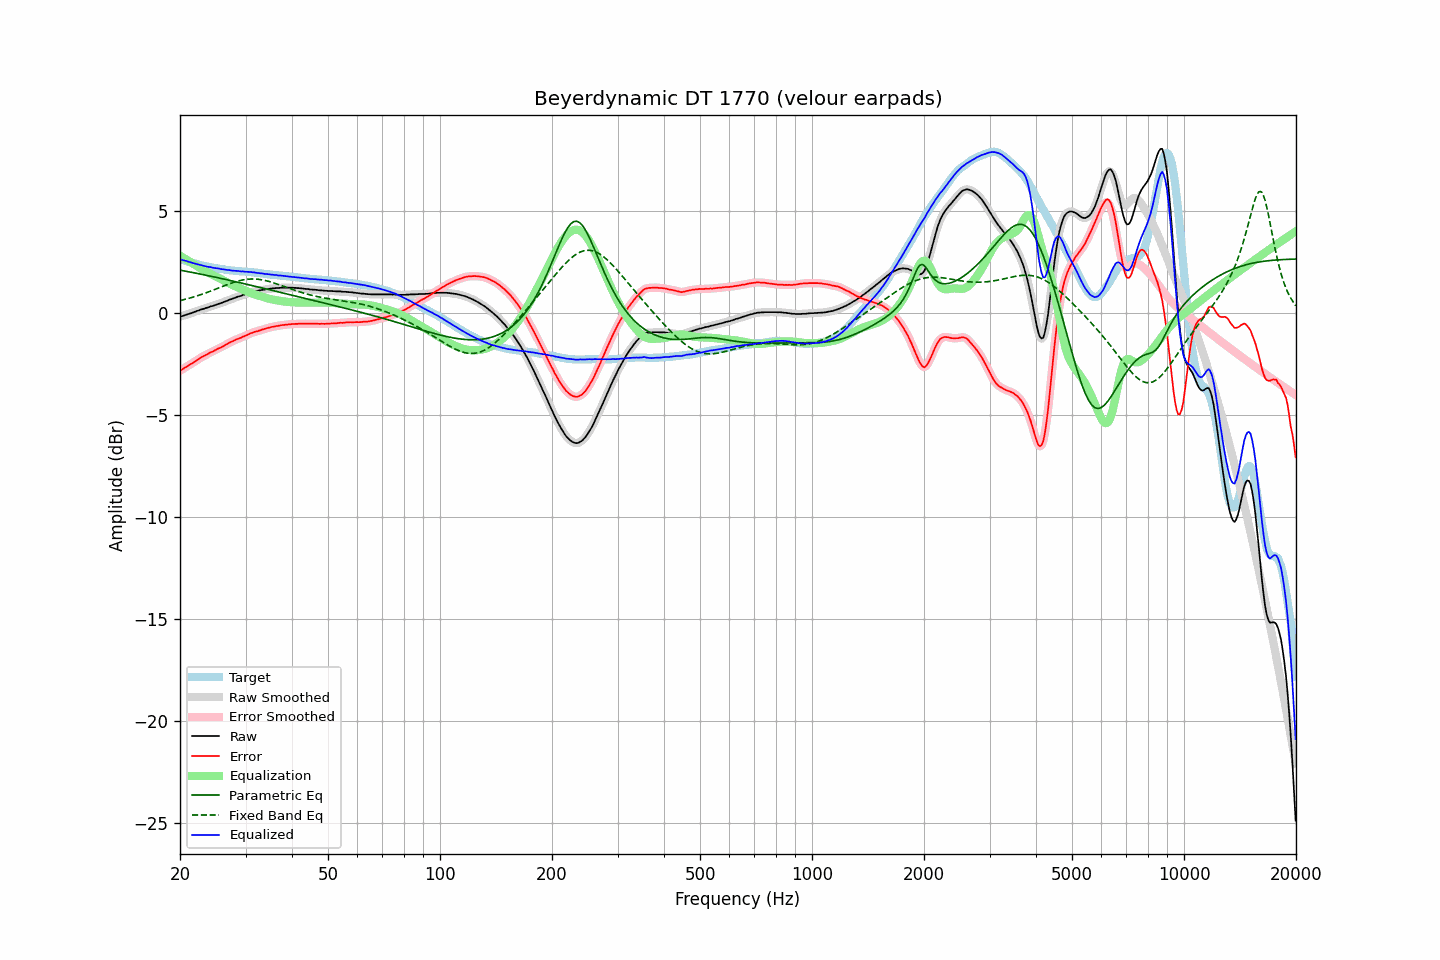 Beyerdynamic DT 1770 (velour earpads)
Amplitude (dBr)
5
0
−5
−10
−15
−20
−25
Target
Raw Smoothed
Error Smoothed
Raw
Error
Equalization
Parametric Eq
Fixed Band Eq
Equalized
20 50 100 200 500 1000 2000 5000 10000 20000
Frequency (Hz)